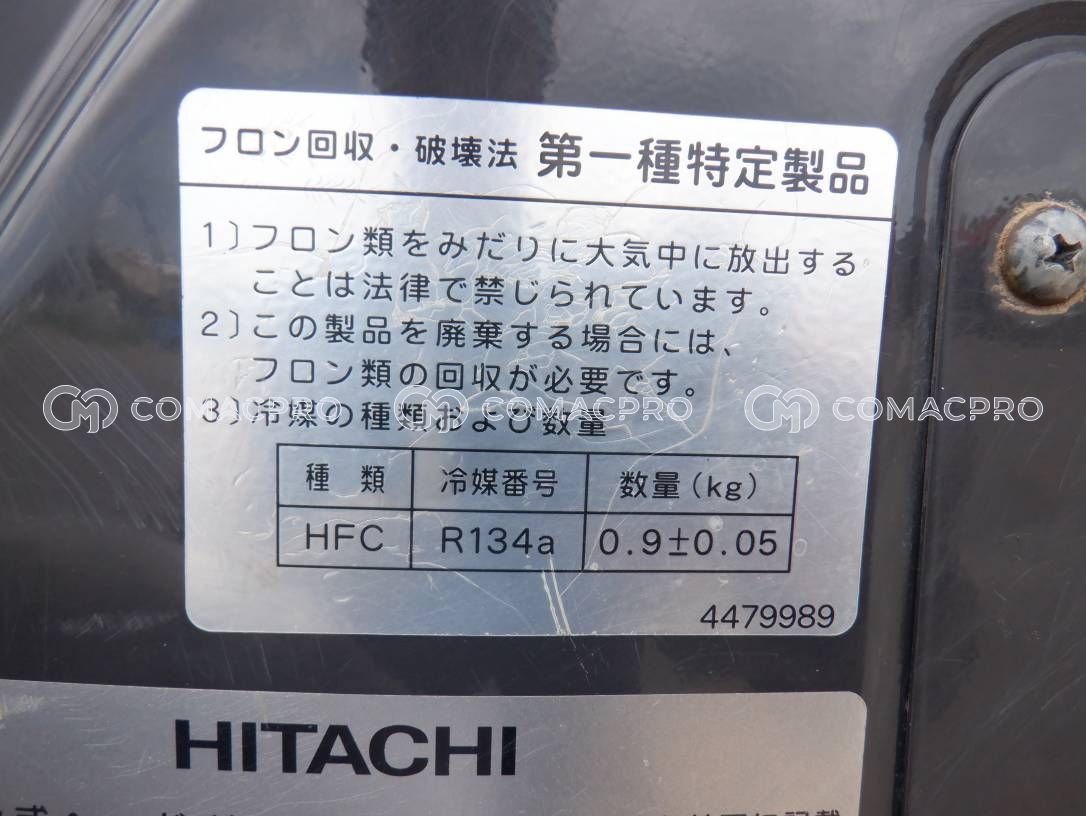 フロン回収・破壊法 第一種特定製品
1)フロン類をみだりに大気中に放出する
ことは法律で禁じられています。
2)この製品を廃棄する場合には、
フロン類の回収が必要です。
COMACPRO COMACPRO COMACPRO
3)冷媒の種類および数量
種類 冷媒番号 数量(kg)
HFC R134a 0.9±0.05
4479989
HITACHI